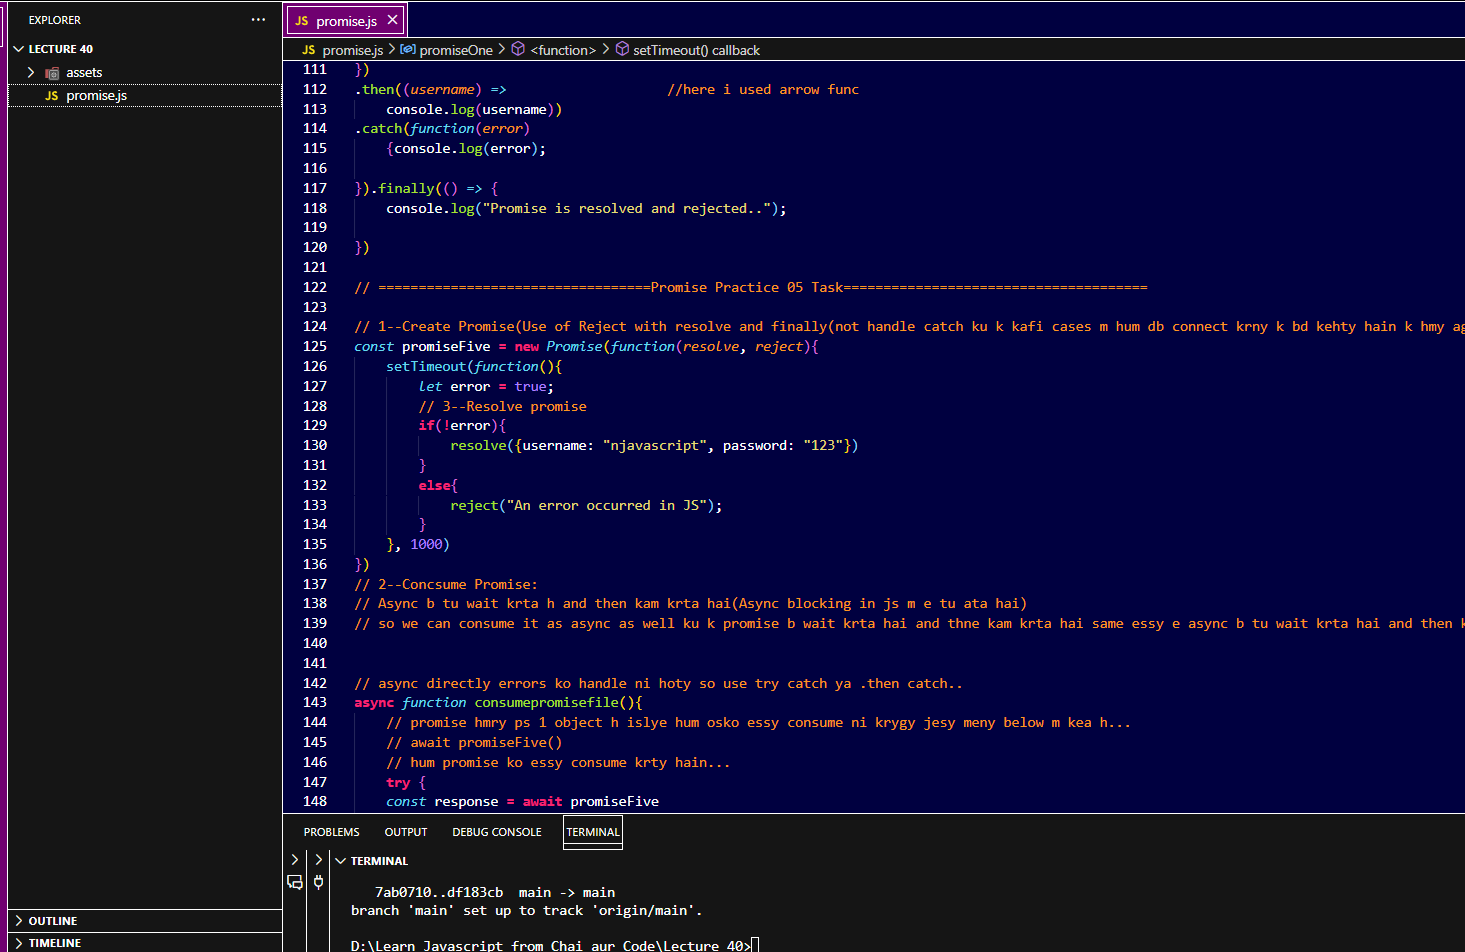 EXPLORER
LECTURE 40
assets
JS promise.js
JS promise.js
JS promise.js > promiseOne > <function> > setTimeout() callback
111 })
112 .then((username) => //here i used arrow func
113 console.log(username))
114 .catch(function(error)
115 {console.log(error);
116
117 }).finally(() => {
118 console.log("Promise is resolved and rejected..");
119
120 })
121
122 // ==================================Promise Practice 05 Task======================================
123
124 // 1--Create Promise(Use of Reject with resolve and finally(not handle catch ku k kafi cases m hum db connect krny k bd kehty hain k hmy ag
125 const promiseFive = new Promise(function(resolve, reject){
126 setTimeout(function(){
127 let error = true;
128 // 3--Resolve promise
129 if(!error){
130 resolve({username: "njavascript", password: "123"})
131 }
132 else{
133 reject("An error occurred in JS");
134 }
135 }, 1000)
136 })
137 // 2--Concsume Promise:
138 // Async b tu wait krta h and then kam krta hai(Async blocking in js m e tu ata hai)
139 // so we can consume it as async as well ku k promise b wait krta hai and thne kam krta hai same essy e async b tu wait krta hai and then k
140
141
142 // async directly errors ko handle ni hoty so use try catch ya .then catch..
143 async function consumepromisefile(){
144 // promise hmry ps 1 object h islye hum osko essy consume ni krygy jesy meny below m kea h...
145 // await promiseFive()
146 // hum promise ko essy consume krty hain...
147 try {
148 const response = await promiseFive
PROBLEMS OUTPUT DEBUG CONSOLE TERMINAL
TERMINAL
7ab0710..df183cb main -> main
branch 'main' set up to track 'origin/main'.
D:\Learn Javascript from Chai aur Code\Lecture 40>
OUTLINE
TIMELINE